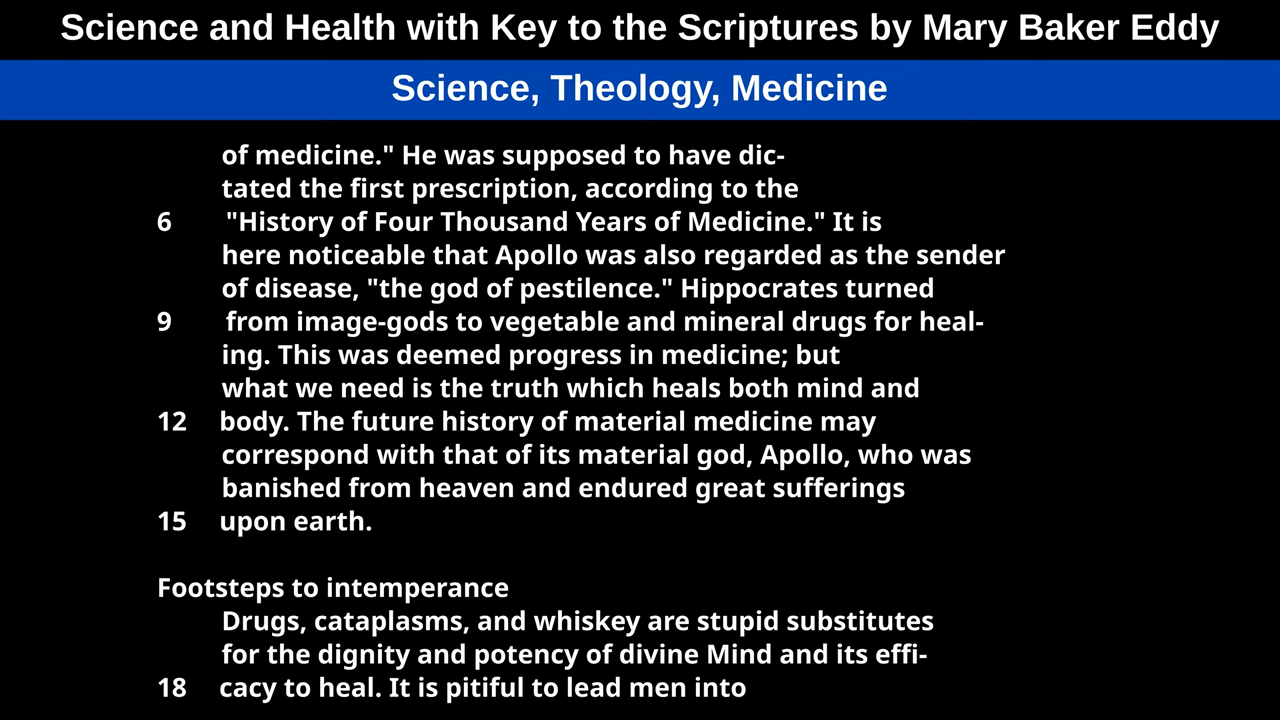 Science and Health with Key to the Scriptures by Mary Baker Eddy
Science, Theology, Medicine
of medicine." He was supposed to have dic-
tated the first prescription, according to the
6 "History of Four Thousand Years of Medicine." It is
here noticeable that Apollo was also regarded as the sender
of disease, "the god of pestilence." Hippocrates turned
9 from image-gods to vegetable and mineral drugs for heal-
ing. This was deemed progress in medicine; but
what we need is the truth which heals both mind and
12 body. The future history of material medicine may
correspond with that of its material god, Apollo, who was
banished from heaven and endured great sufferings
15 upon earth.
Footsteps to intemperance
Drugs, cataplasms, and whiskey are stupid substitutes
for the dignity and potency of divine Mind and its effi-
18 cacy to heal. It is pitiful to lead men into